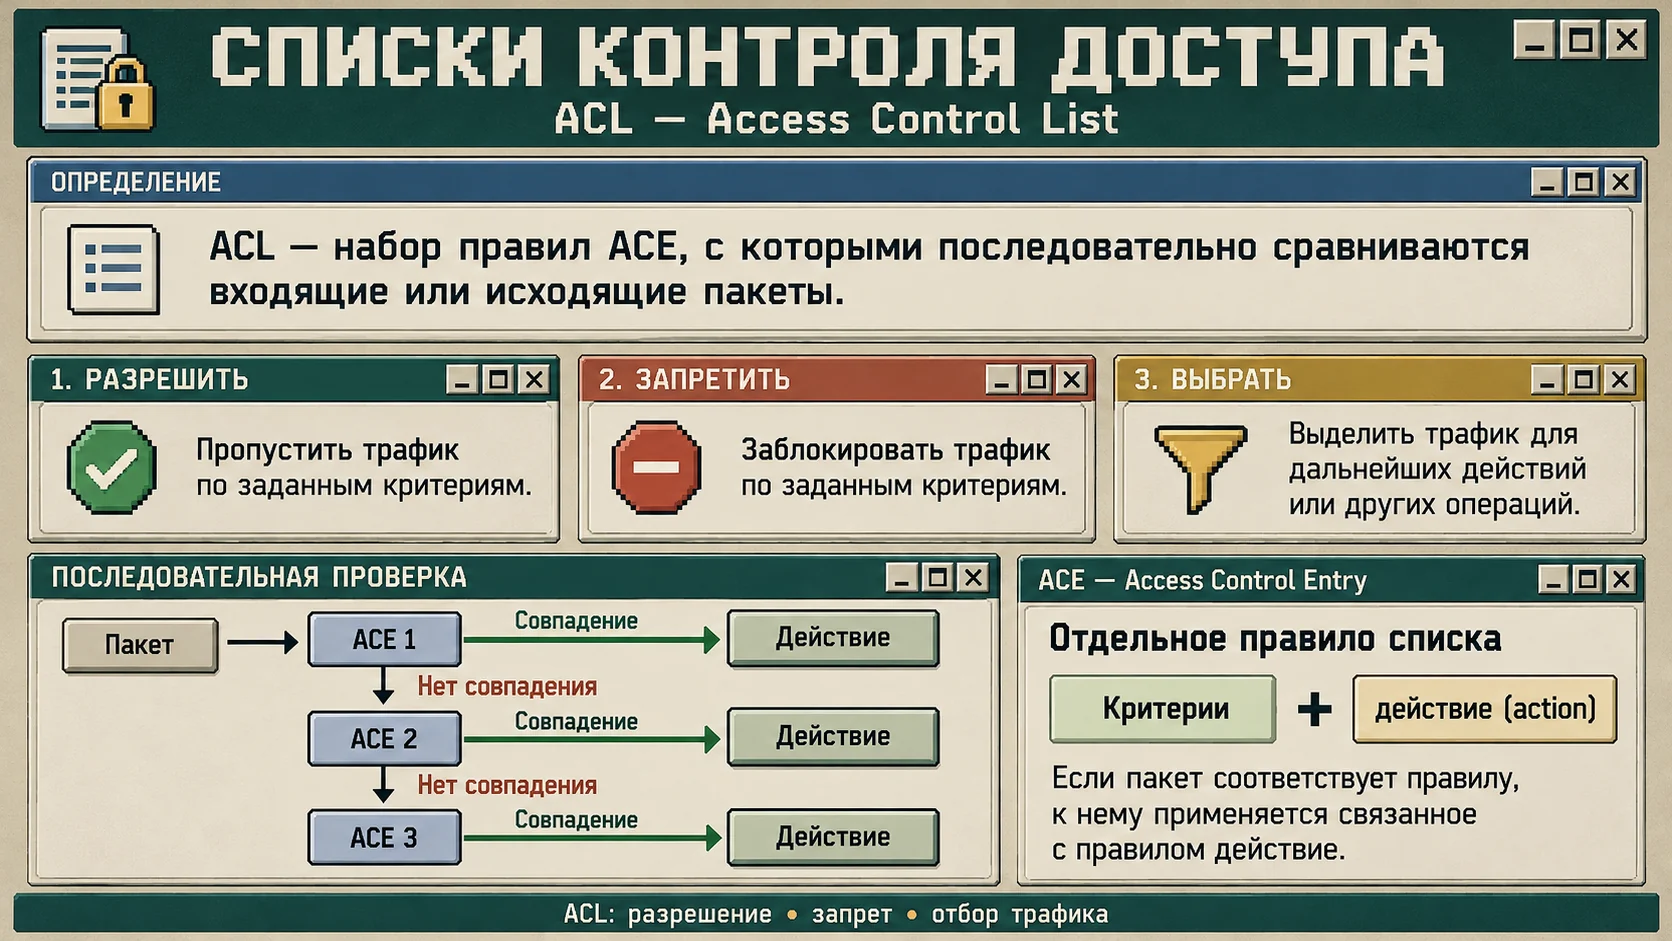 СПИСКИ КОНТРОЛЯ ДОСТУПА
ACL — Access Control List
ОПРЕДЕЛЕНИЕ
ACL — набор правил ACE, с которыми последовательно сравниваются
входящие или исходящие пакеты.
1. РАЗРЕШИТЬ
Пропустить трафик
по заданным критериям.
2. ЗАПРЕТИТЬ
Заблокировать трафик
по заданным критериям.
3. ВЫБРАТЬ
Выделить трафик для
дальнейших действий
или других операций.
ПОСЛЕДОВАТЕЛЬНАЯ ПРОВЕРКА
Пакет
ACE 1
Совпадение
Действие
Нет совпадения
ACE 2
Совпадение
Действие
Нет совпадения
ACE 3
Совпадение
Действие
ACE — Access Control Entry
Отдельное правило списка
Критерии + действие (action)
Если пакет соответствует правилу,
к нему применяется связанное
с правилом действие.
ACL: разрешение • запрет • отбор трафика